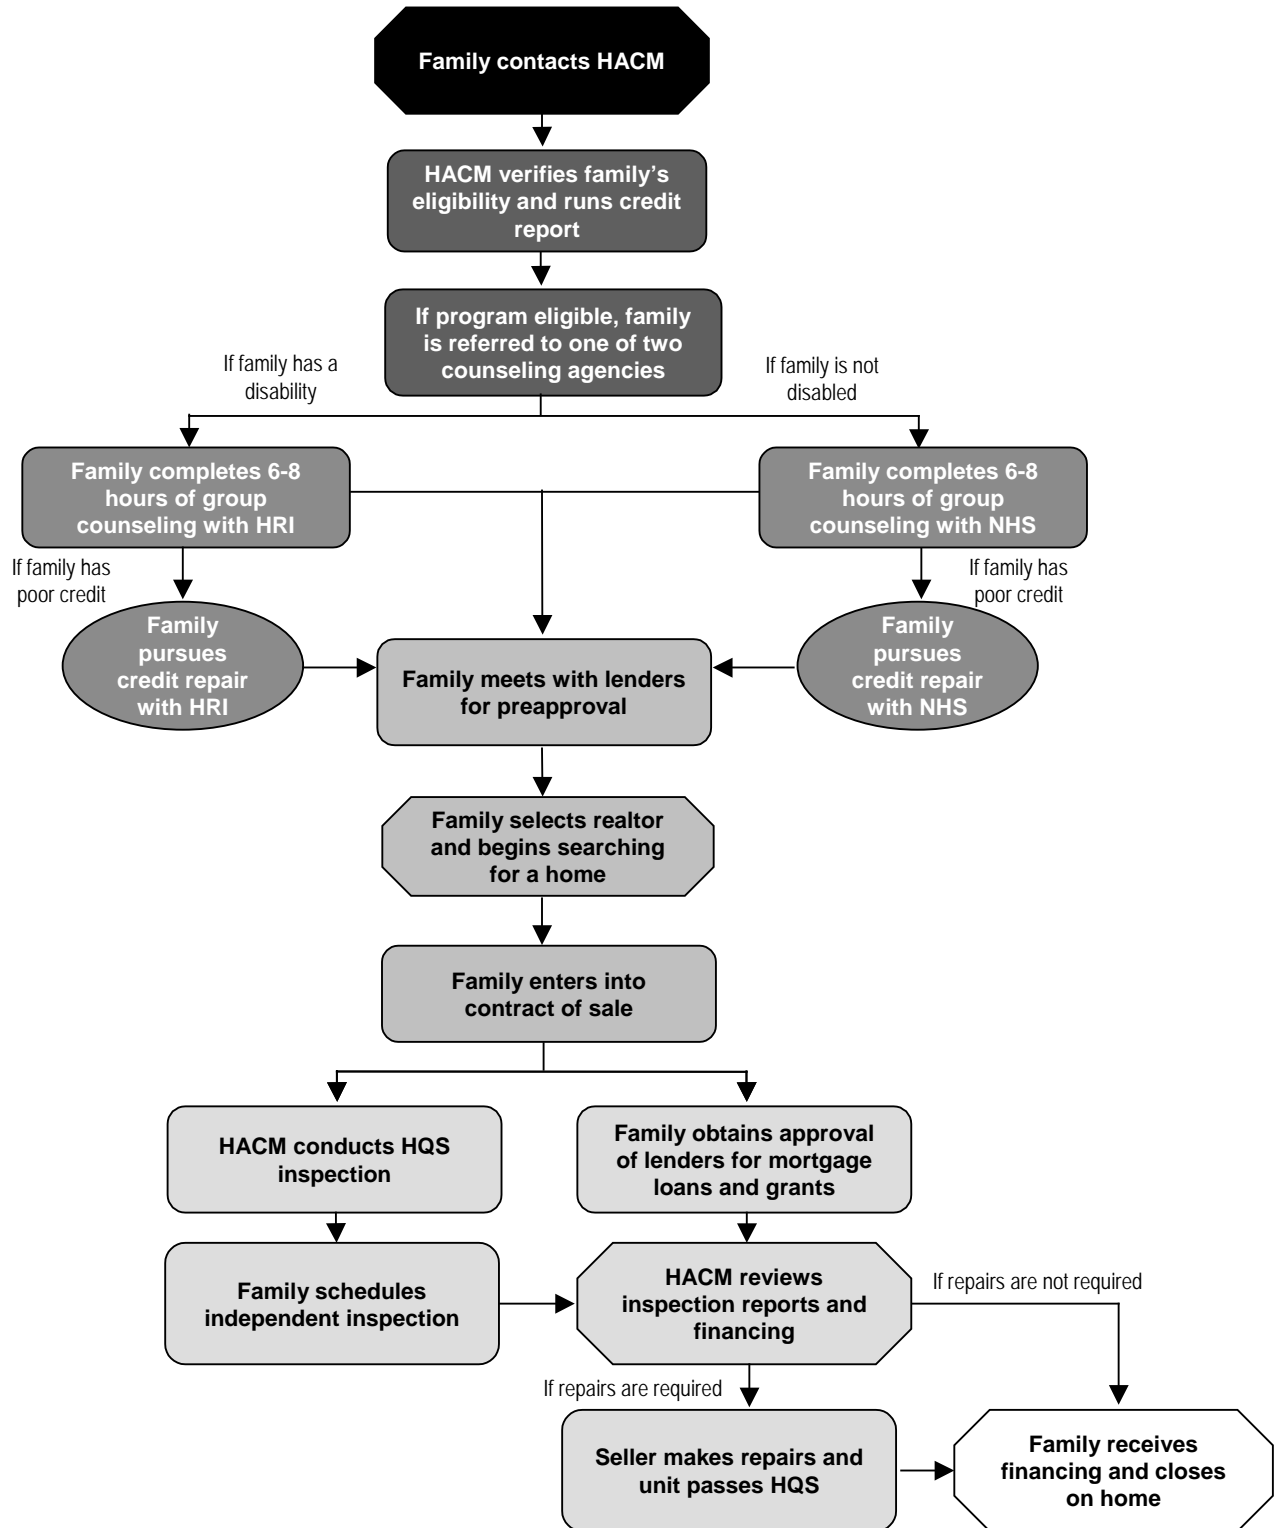 Family contacts HACM
HACM verifies family’s
eligibility and runs credit
report
If program eligible, family
is referred to one of two
counseling agencies
If family has a
disability
If family is not
disabled
Family completes 6-8
hours of group
counseling with HRI
Family completes 6-8
hours of group
counseling with NHS
If family has
poor credit
If family has
poor credit
Family
pursues
credit repair
with HRI
Family meets with lenders
for preapproval
Family
pursues
credit repair
with NHS
Family selects realtor
and begins searching
for a home
Family enters into
contract of sale
HACM conducts HQS
inspection
Family obtains approval
of lenders for mortgage
loans and grants
Family schedules
independent inspection
HACM reviews
inspection reports and
financing
If repairs are not required
If repairs are required
Seller makes repairs and
unit passes HQS
Family receives
financing and closes
on home